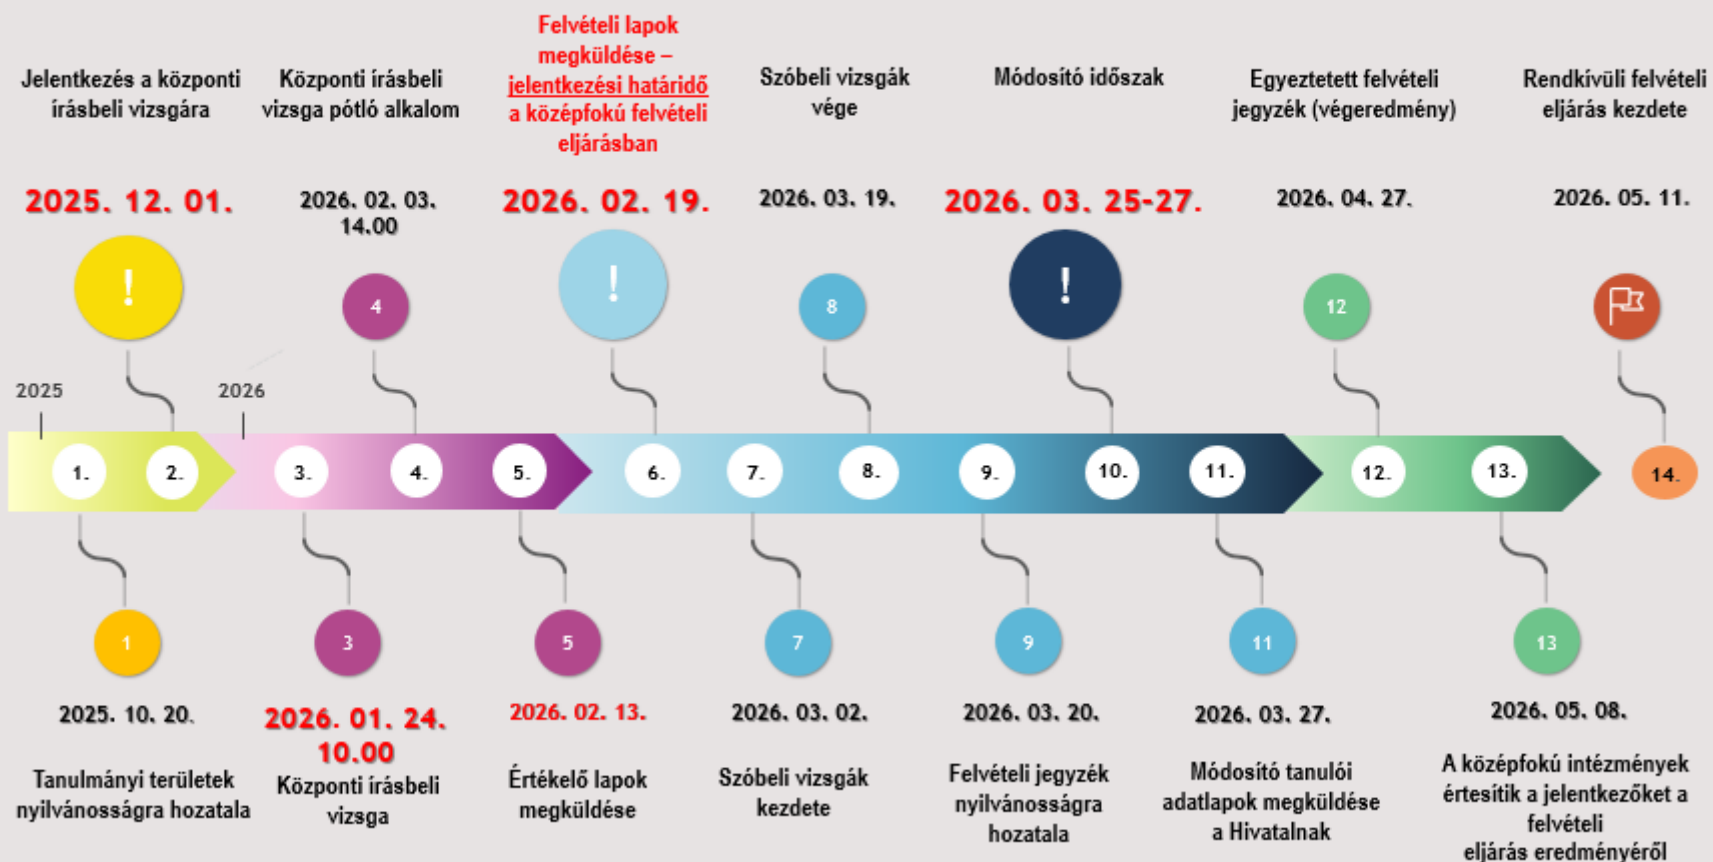 Jelentkezés a központi
írásbeli vizsgára
2025. 12. 01.
!
Központi írásbeli
vizsga pótló alkalom
2026. 02. 03.
14.00
4
Felvételi lapok
megküldése –
jelentkezési határidő
a középfokú felvételi
eljárásban
2026. 02. 19.
!
Szóbeli vizsgák
vége
2026. 03. 19.
8
Módosító időszak
2026. 03. 25-27.
!
Egyeztetett felvételi
jegyzék (végeredmény)
2026. 04. 27.
12
Rendkívüli felvételi
eljárás kezdete
2026. 05. 11.
2025
2026
1.
2.
3.
4.
5.
6.
7.
8.
9.
10.
11.
12.
13.
14.
1
2025. 10. 20.
Tanulmányi területek
nyilvánosságra hozatala
3
2026. 01. 24.
10.00
Központi írásbeli
vizsga
5
2026. 02. 13.
Értékelő lapok
megküldése
7
2026. 03. 02.
Szóbeli vizsgák
kezdete
9
2026. 03. 20.
Felvételi jegyzék
nyilvánosságra
hozatala
11
2026. 03. 27.
Módosító tanulói
adatlapok megküldése
a Hivatalnak
13
2026. 05. 08.
A középfokú intézmények
értesítik a jelentkezőket a
felvételi
eljárás eredményéről